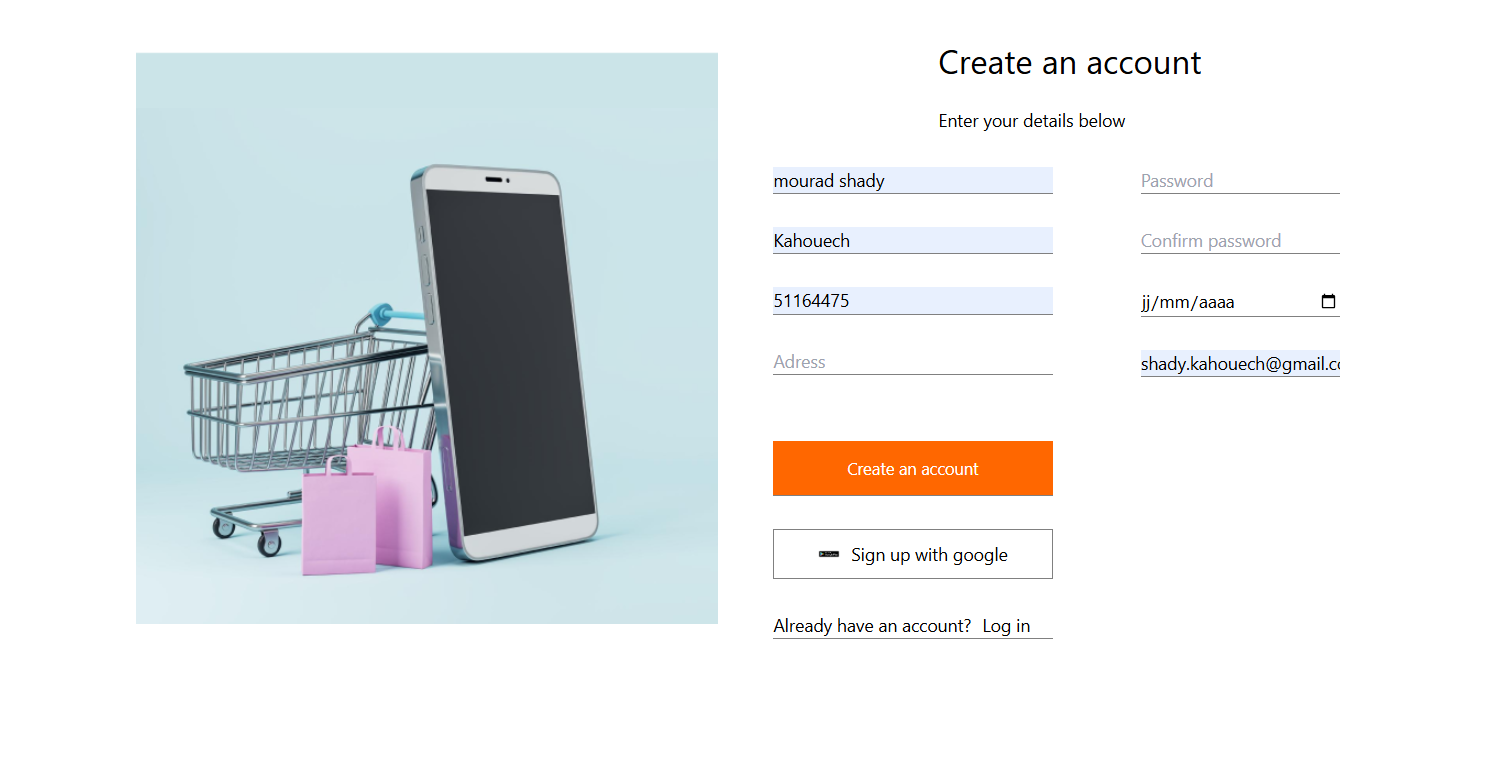 Create an account
Enter your details below
mourad shady
Password
Kahouech
Confirm password
51164475
jj/mm/aaaa
Adress
shady.kahouech@gmail.co
Create an account
Sign up with google
Already have an account? Log in